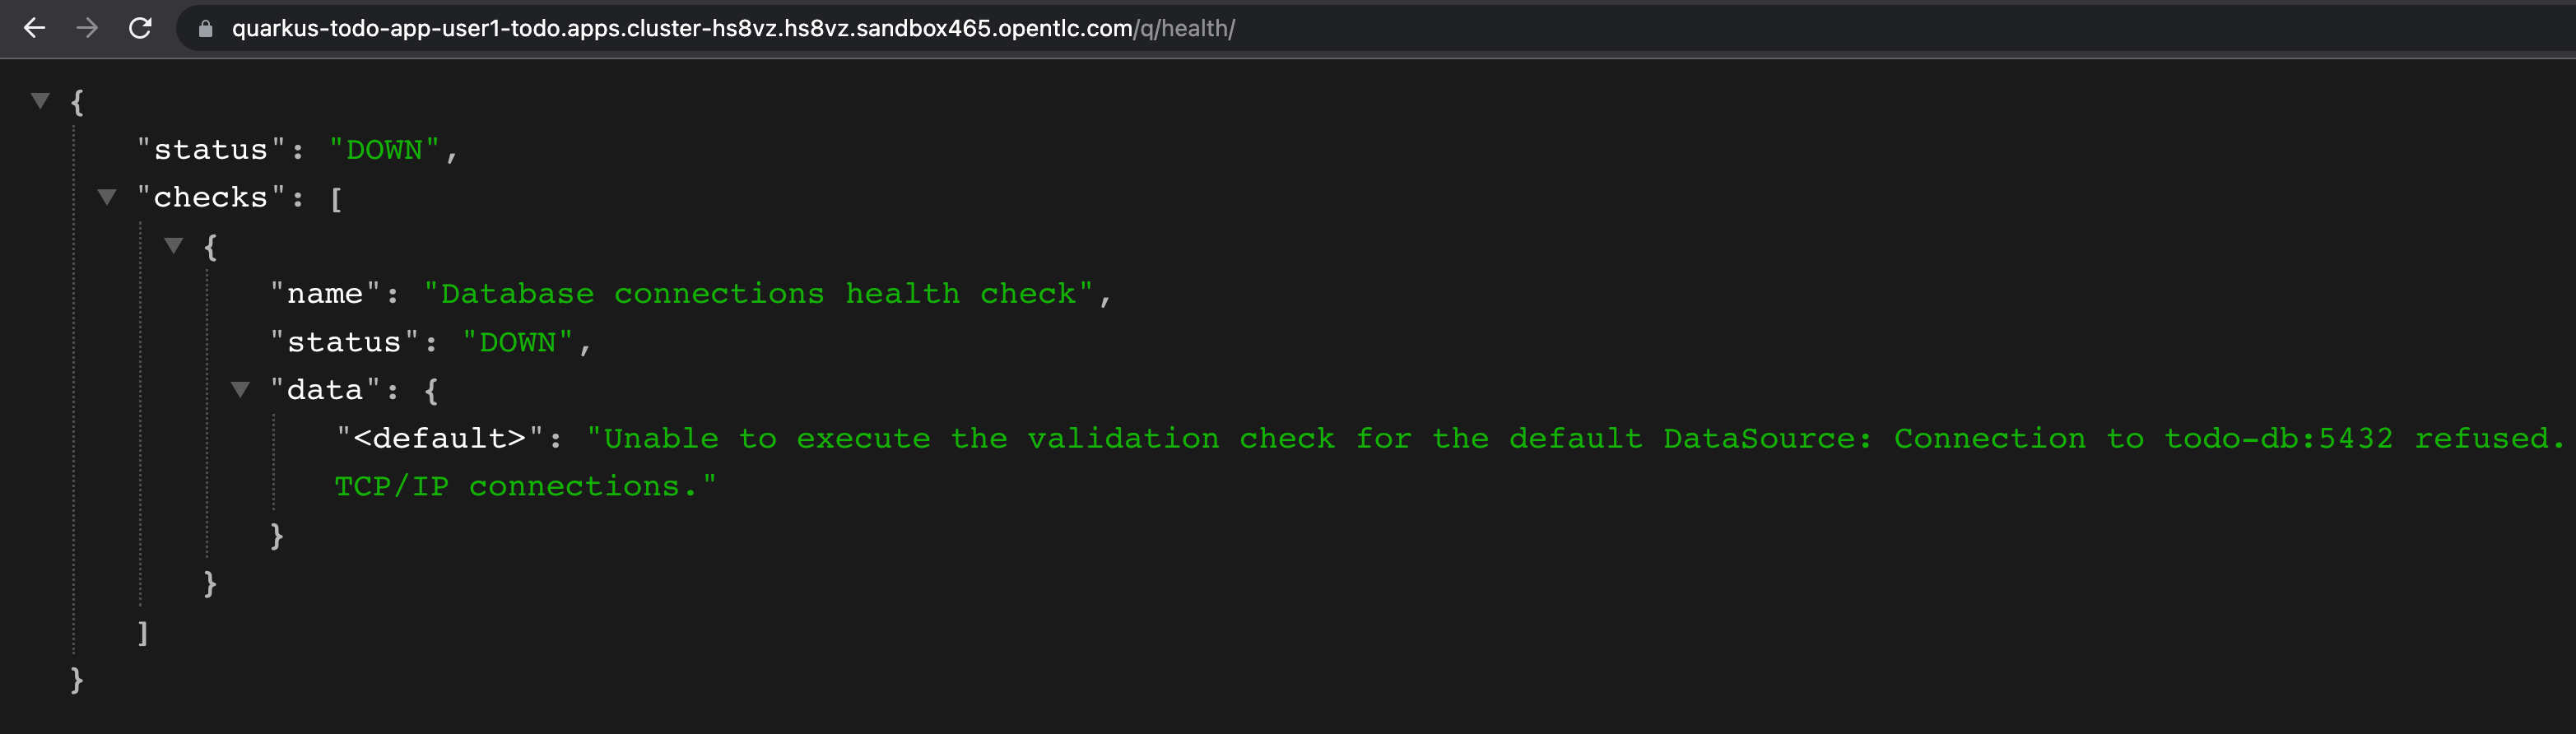 quarkus-todo-app-user1-todo.apps.cluster-hs8vz.hs8vz.sandbox465.opentlc.com/q/health/
{
"status": "DOWN",
"checks": [
{
"name": "Database connections health check",
"status": "DOWN",
"data": {
"<default>": "Unable to execute the validation check for the default DataSource: Connection to todo-db:5432 refused.
TCP/IP connections."
}
}
]
}